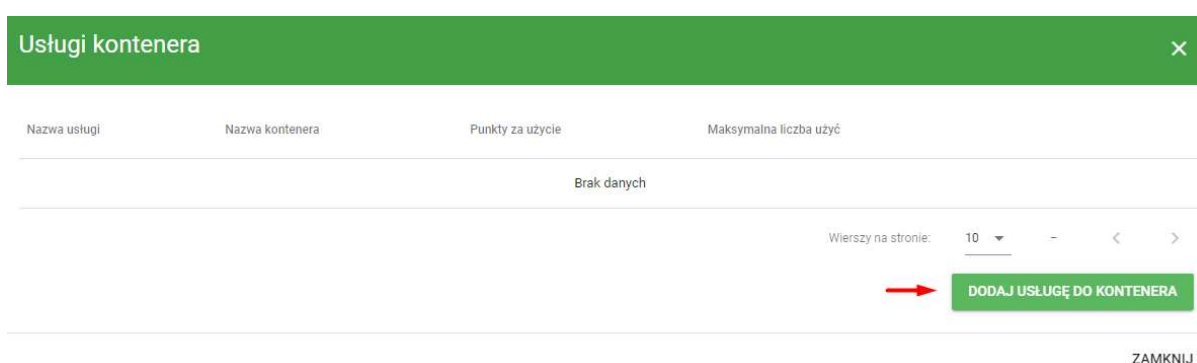 Usługi kontenera
Nazwa usługi Nazwa kontenera Punkty za użycie Maksymalna liczba użyć
Brak danych
Wierszy na stronie: 10 –
DODAJ USŁUGĘ DO KONTENERA
ZAMKNIJ